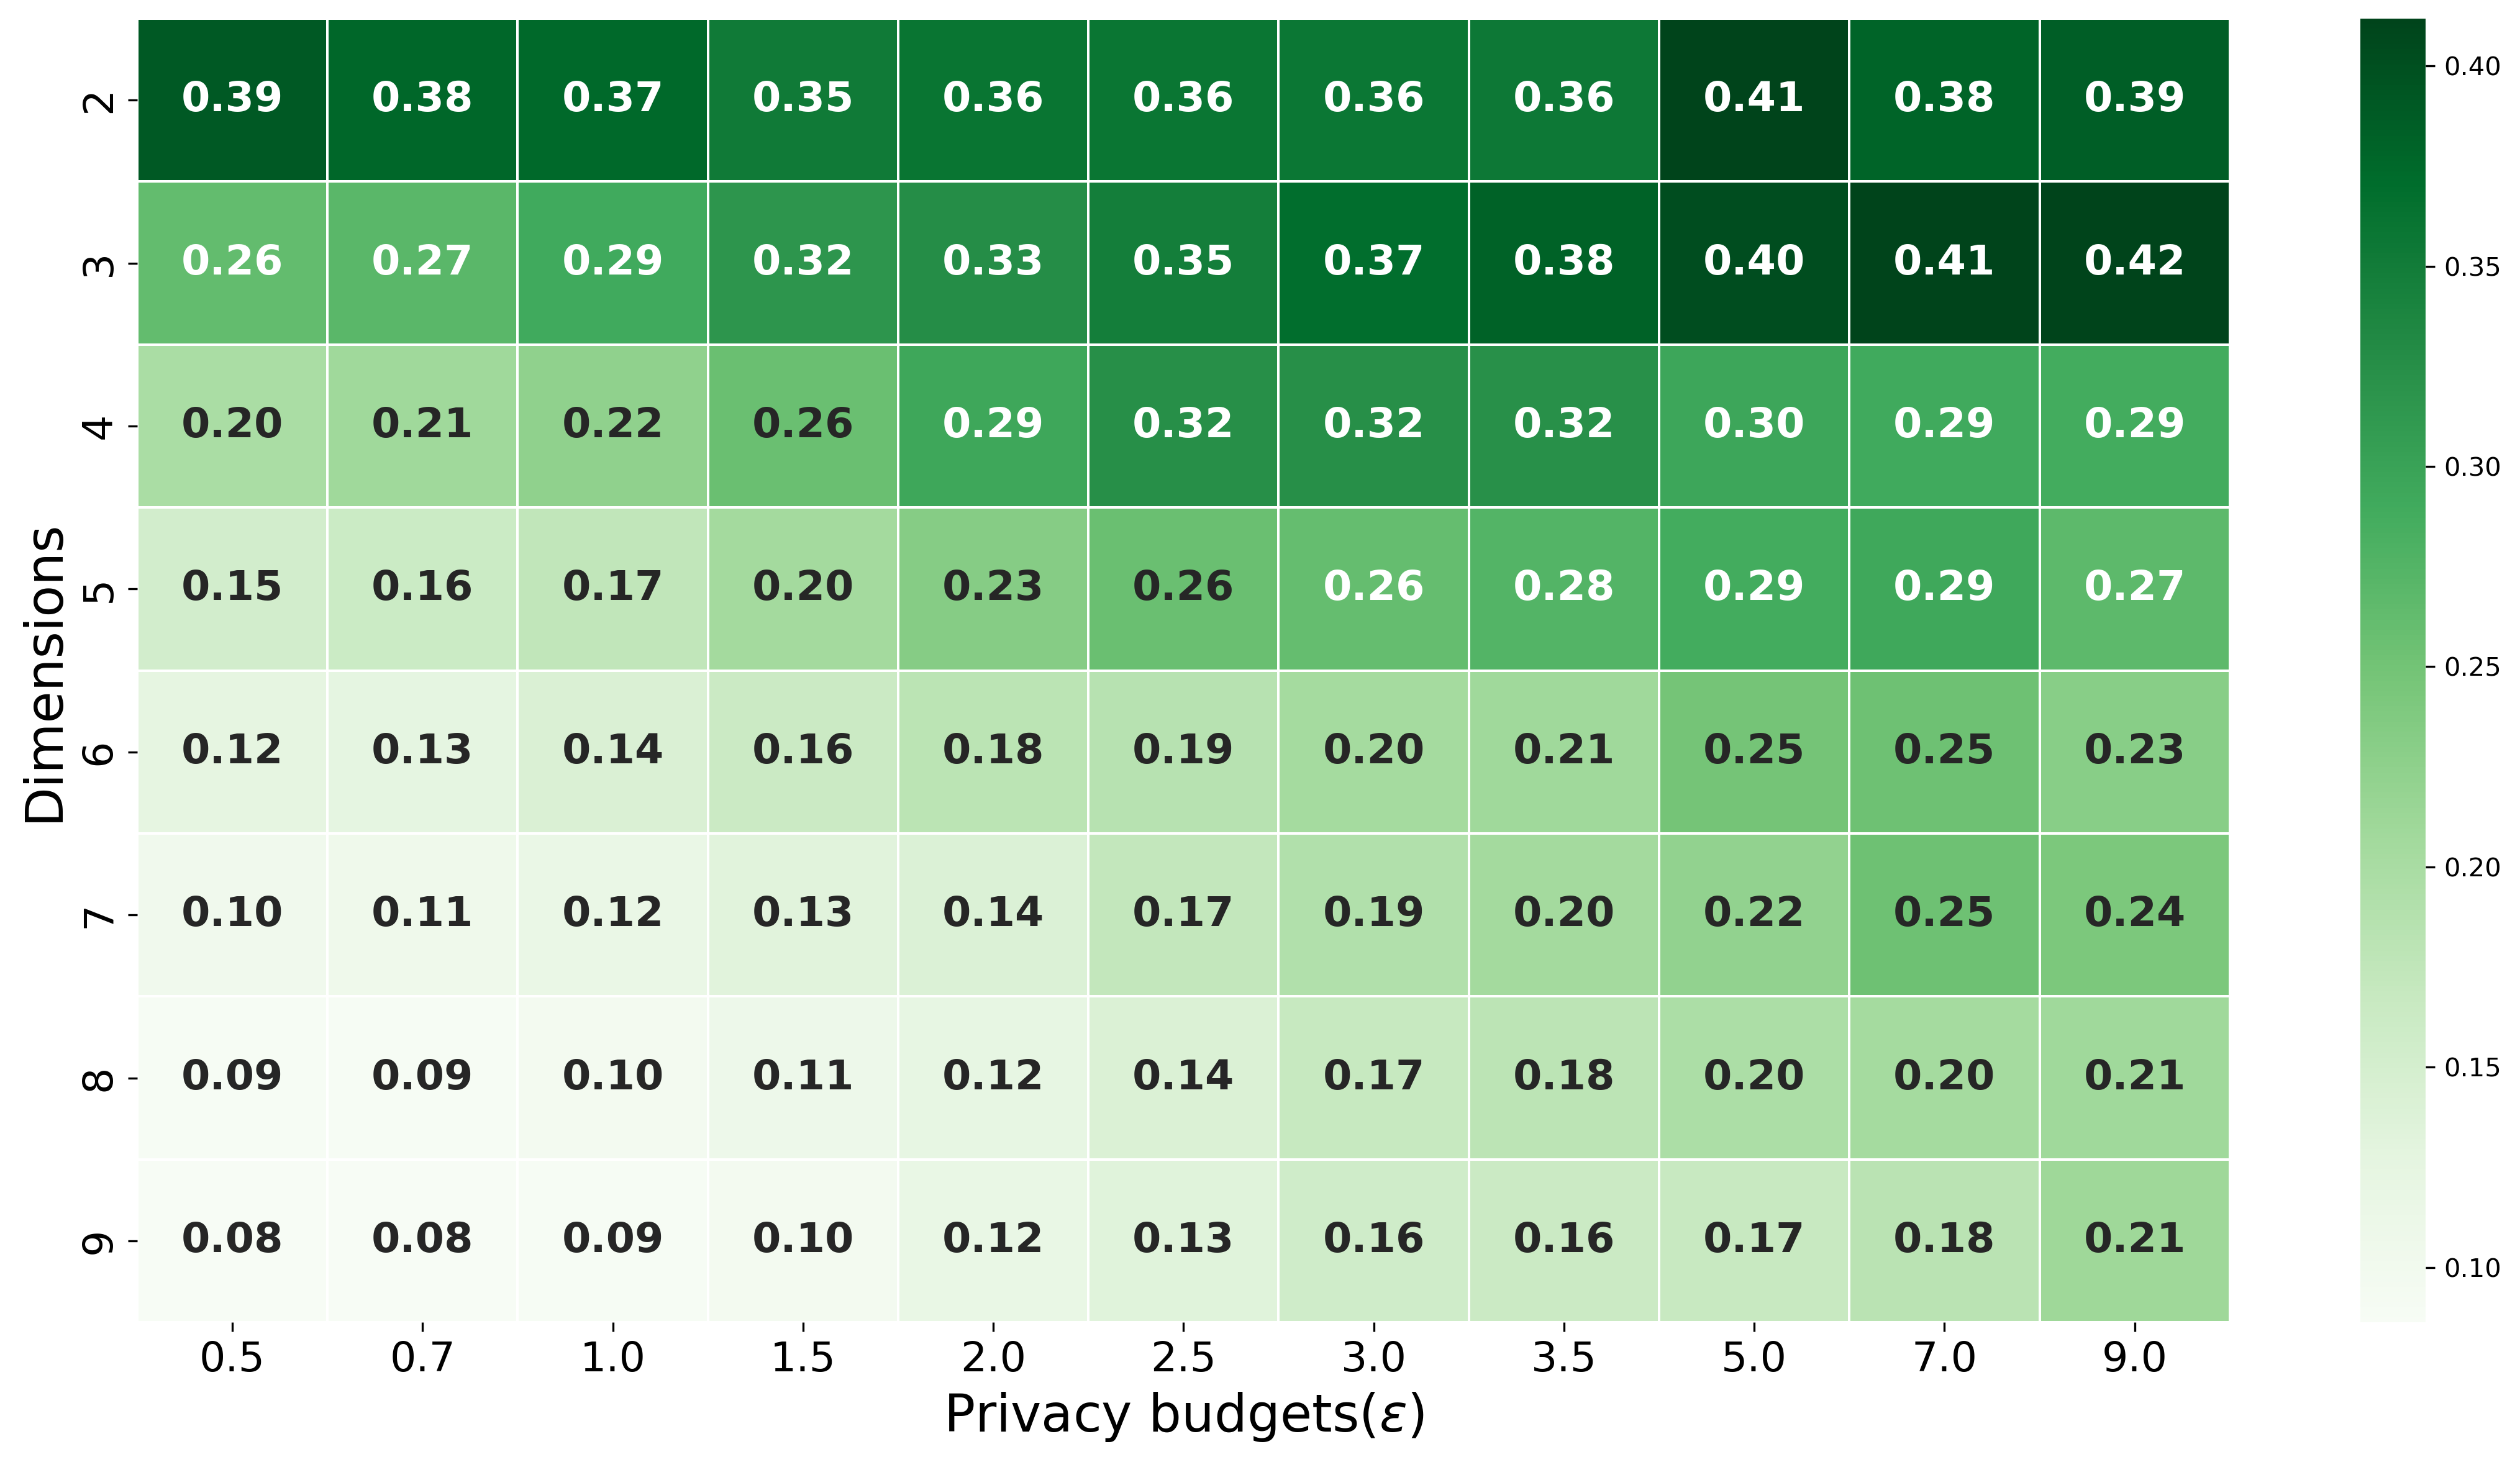 2 0.39 0.38 0.37 0.35 0.36 0.36 0.36 0.36 0.41 0.38 0.39
3 0.26 0.27 0.29 0.32 0.33 0.35 0.37 0.38 0.40 0.41 0.42
4 0.20 0.21 0.22 0.26 0.29 0.32 0.32 0.32 0.30 0.29 0.29
5 0.15 0.16 0.17 0.20 0.23 0.26 0.26 0.28 0.29 0.29 0.27
6 0.12 0.13 0.14 0.16 0.18 0.19 0.20 0.21 0.25 0.25 0.23
7 0.10 0.11 0.12 0.13 0.14 0.17 0.19 0.20 0.22 0.25 0.24
8 0.09 0.09 0.10 0.11 0.12 0.14 0.17 0.18 0.20 0.20 0.21
9 0.08 0.08 0.09 0.10 0.12 0.13 0.16 0.16 0.17 0.18 0.21
0.5 0.7 1.0 1.5 2.0 2.5 3.0 3.5 5.0 7.0 9.0
Privacy budgets(ε)
Dimensions
0.40
0.35
0.30
0.25
0.20
0.15
0.10